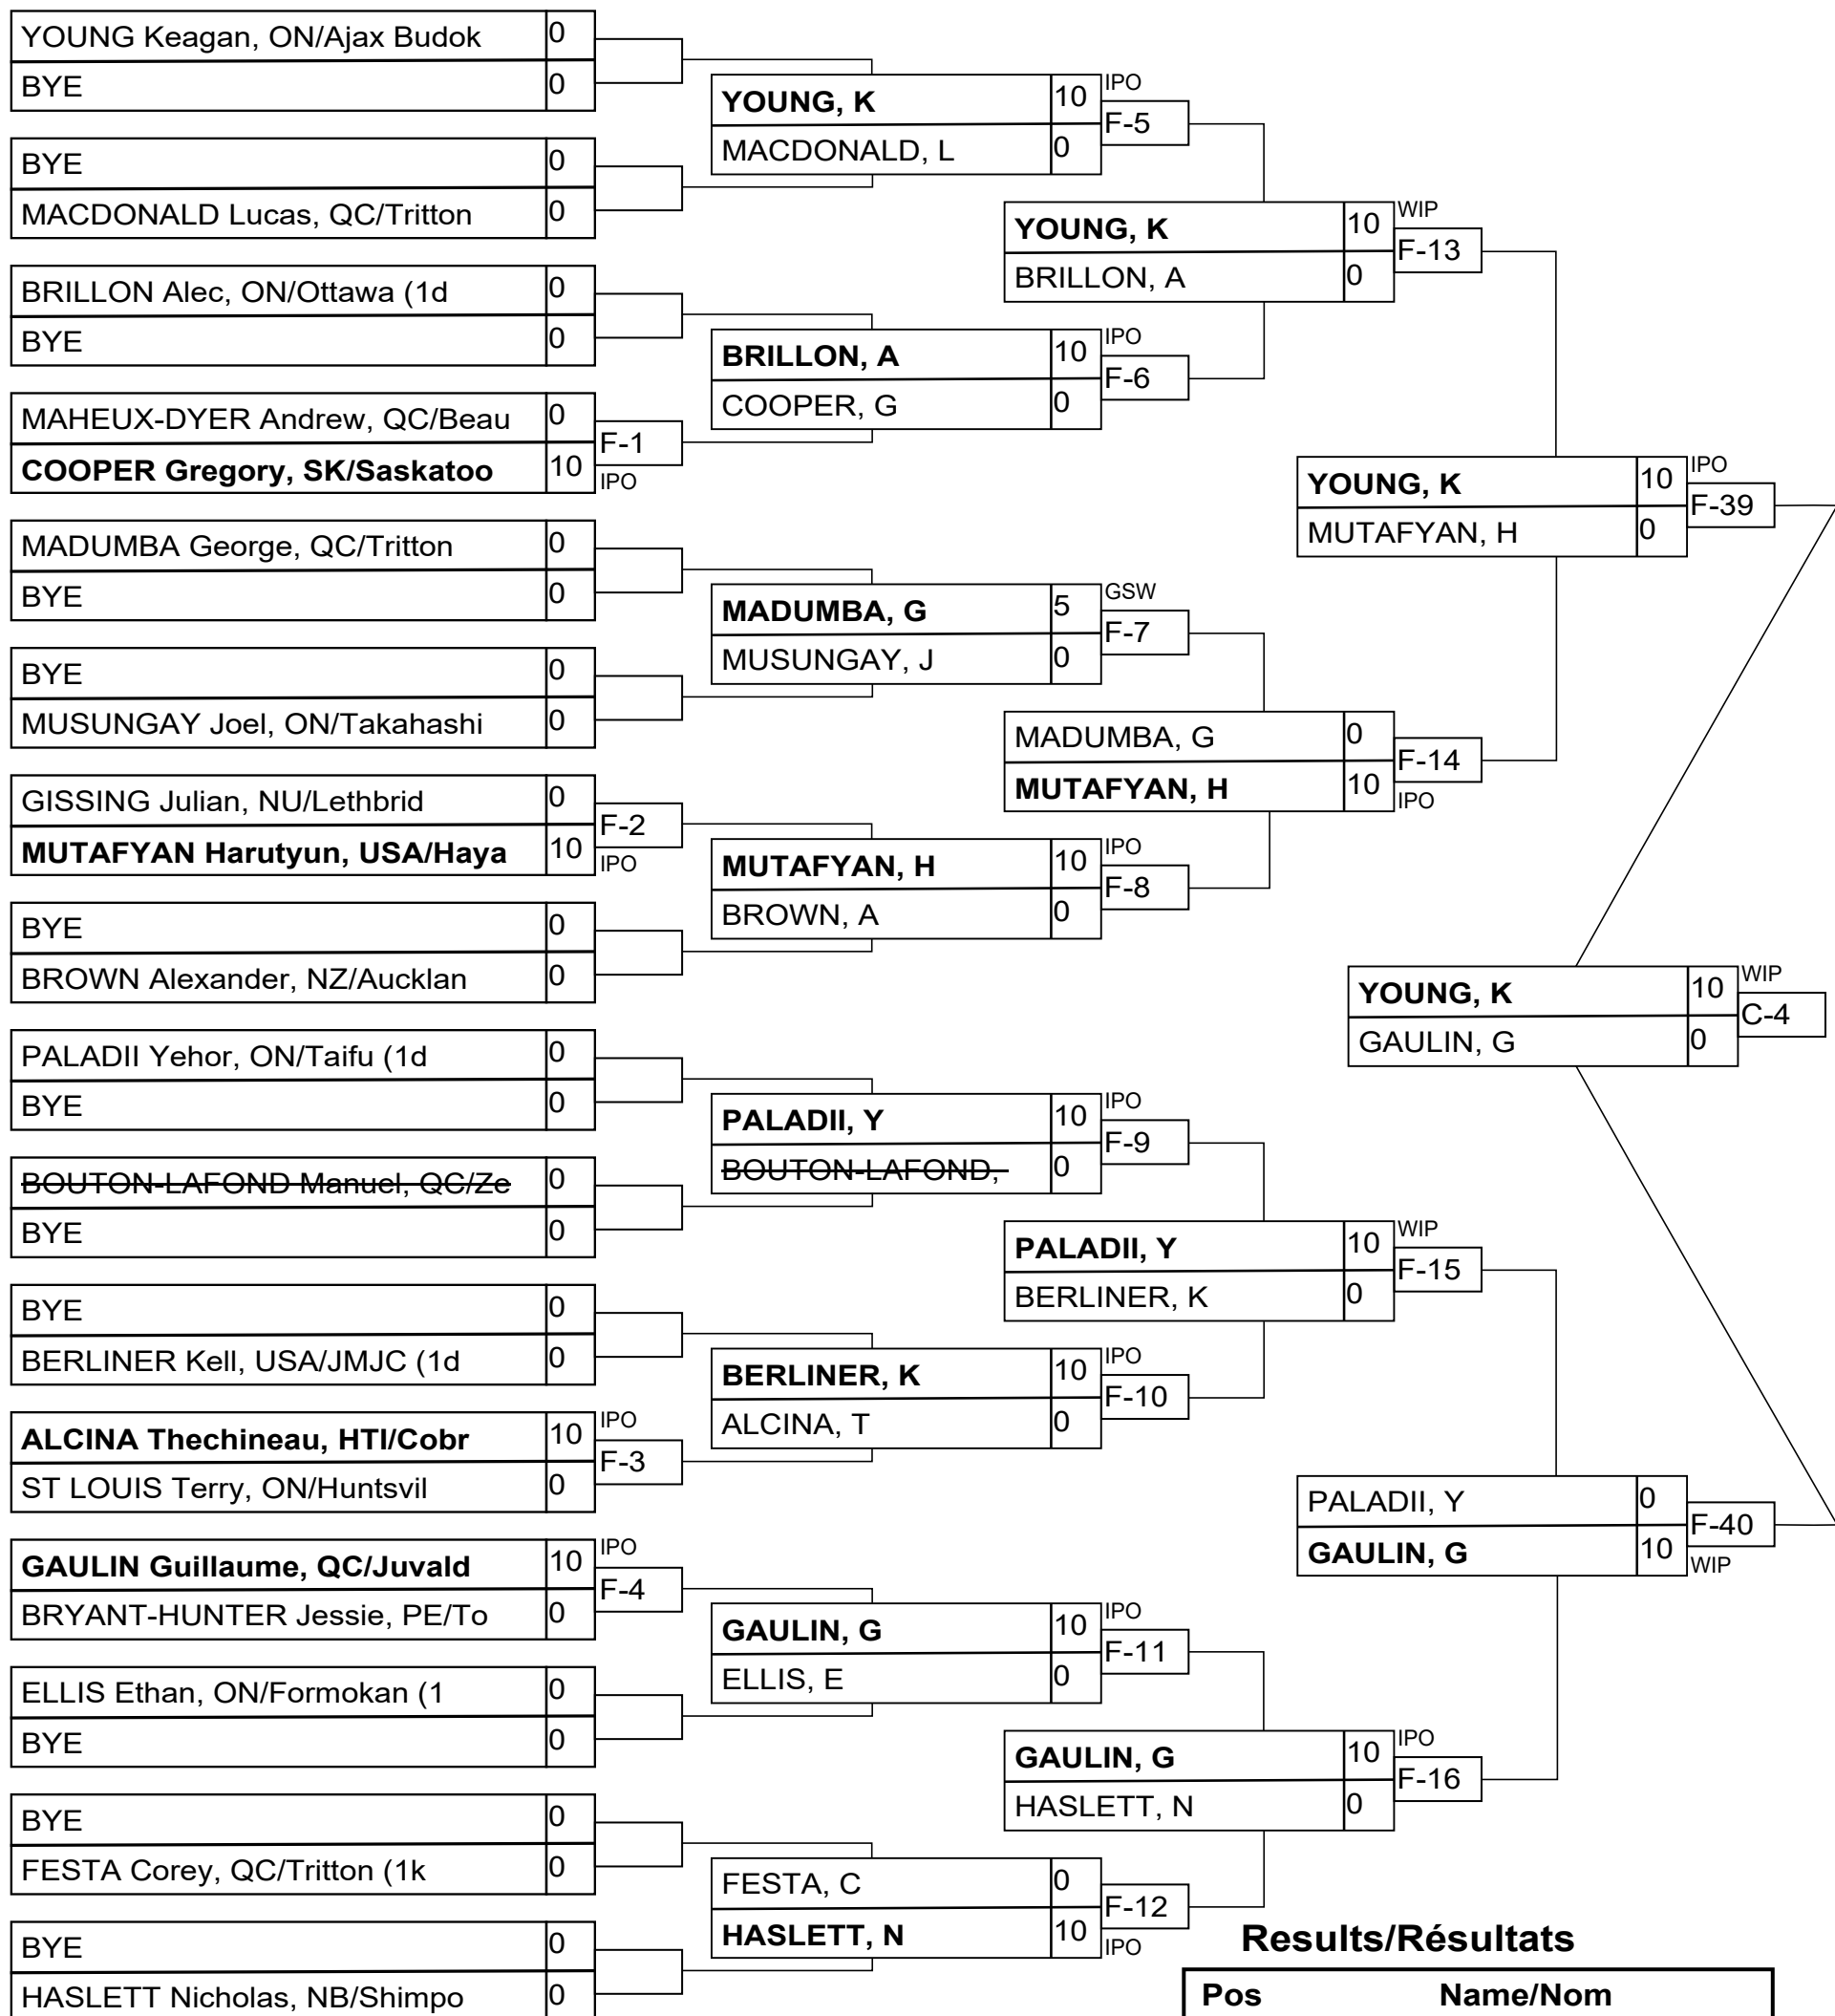 YOUNG Keagan, ON/Ajax Budok 0
BYE 0
BYE 0
MACDONALD Lucas, QC/Tritton 0
BRILLON Alec, ON/Ottawa (1d 0
BYE 0
MAHEUX-DYER Andrew, QC/Beau 0
COOPER Gregory, SK/Saskatoo 10
F-1
IPO
MADUMBA George, QC/Tritton 0
BYE 0
BYE 0
MUSUNGAY Joel, ON/Takahashi 0
GISSING Julian, NU/Lethbrid 0
MUTAFYAN Harutyun, USA/Haya 10
F-2
IPO
BYE 0
BROWN Alexander, NZ/Aucklan 0
PALADII Yehor, ON/Taifu (1d 0
BYE 0
BOUTON-LAFOND Manuel, QC/Ze 0
BYE 0
BYE 0
BERLINER Kell, USA/JMJC (1d 0
ALCINA Thechineau, HTI/Cobr 10
ST LOUIS Terry, ON/Huntsvil 0
IPO
F-3
GAULIN Guillaume, QC/Juvald 10
BRYANT-HUNTER Jessie, PE/To 0
IPO
F-4
ELLIS Ethan, ON/Formokan (1 0
BYE 0
BYE 0
FESTA Corey, QC/Tritton (1k 0
BYE 0
HASLETT Nicholas, NB/Shimpo 0
YOUNG, K 10
MACDONALD, L 0
IPO
F-5
BRILLON, A 10
COOPER, G 0
IPO
F-6
MADUMBA, G 5
MUSUNGAY, J 0
GSW
F-7
MUTAFYAN, H 10
BROWN, A 0
IPO
F-8
PALADII, Y 10
BOUTON-LAFOND, 0
IPO
F-9
BERLINER, K 10
ALCINA, T 0
IPO
F-10
GAULIN, G 10
ELLIS, E 0
IPO
F-11
FESTA, C 0
HASLETT, N 10
F-12
IPO
YOUNG, K 10
BRILLON, A 0
WIP
F-13
MADUMBA, G 0
MUTAFYAN, H 10
F-14
IPO
PALADII, Y 10
BERLINER, K 0
WIP
F-15
GAULIN, G 10
HASLETT, N 0
IPO
F-16
YOUNG, K 10
MUTAFYAN, H 0
IPO
F-39
PALADII, Y 0
GAULIN, G 10
F-40
WIP
YOUNG, K 10
GAULIN, G 0
WIP
C-4
Results/Résultats
Pos Name/Nom